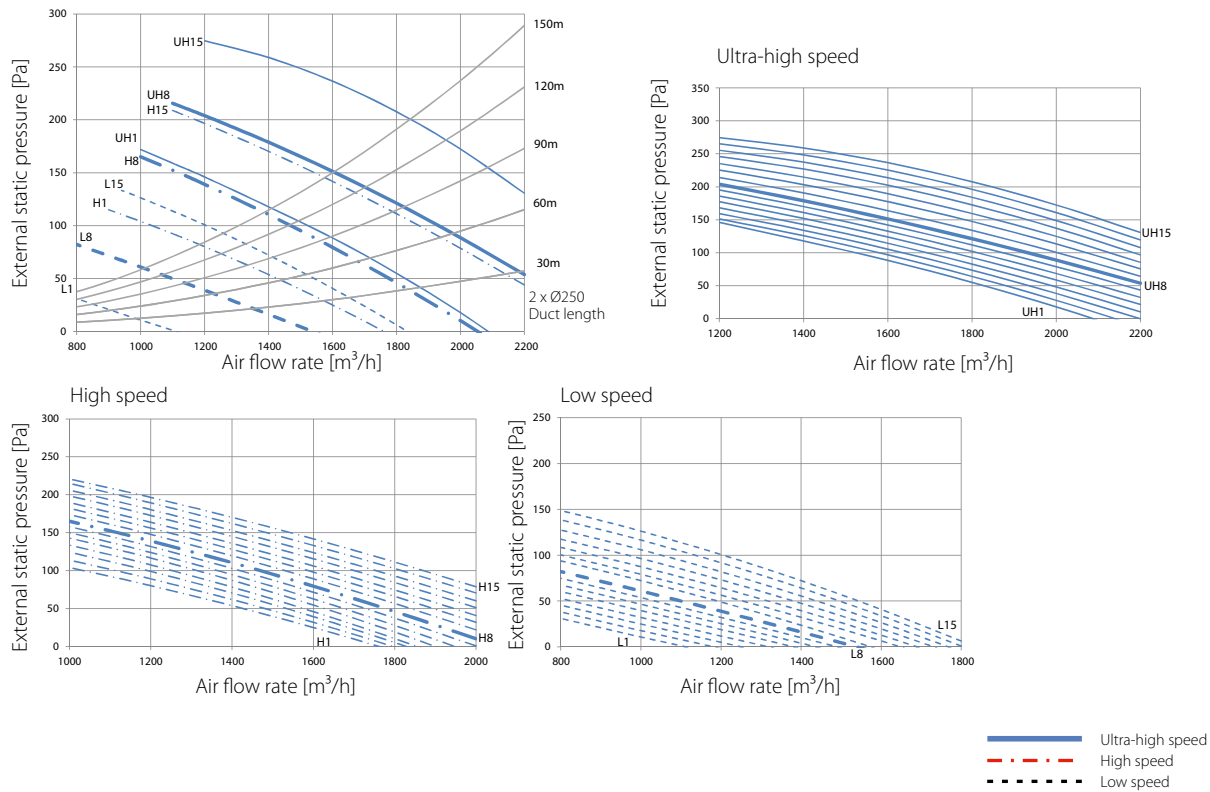 300
250
200
150
100
50
0
External static pressure [Pa]
UH15
UH8
H15
UH1
H8
L15
H1
L8
L1
150m
120m
90m
60m
30m
2 x Ø250
Duct length
800 1000 1200 1400 1600 1800 2000 2200
Air flow rate [m³/h]
Ultra-high speed
350
300
250
200
150
100
50
0
External static pressure [Pa]
UH15
UH8
UH1
1200 1400 1600 1800 2000 2200
Air flow rate [m³/h]
High speed
300
250
200
150
100
50
0
External static pressure [Pa]
H15
H8
H1
1000 1200 1400 1600 1800 2000
Air flow rate [m³/h]
Low speed
250
200
150
100
50
0
External static pressure [Pa]
L15
L1
L8
800 1000 1200 1400 1600 1800
Air flow rate [m³/h]
Ultra-high speed
High speed
Low speed